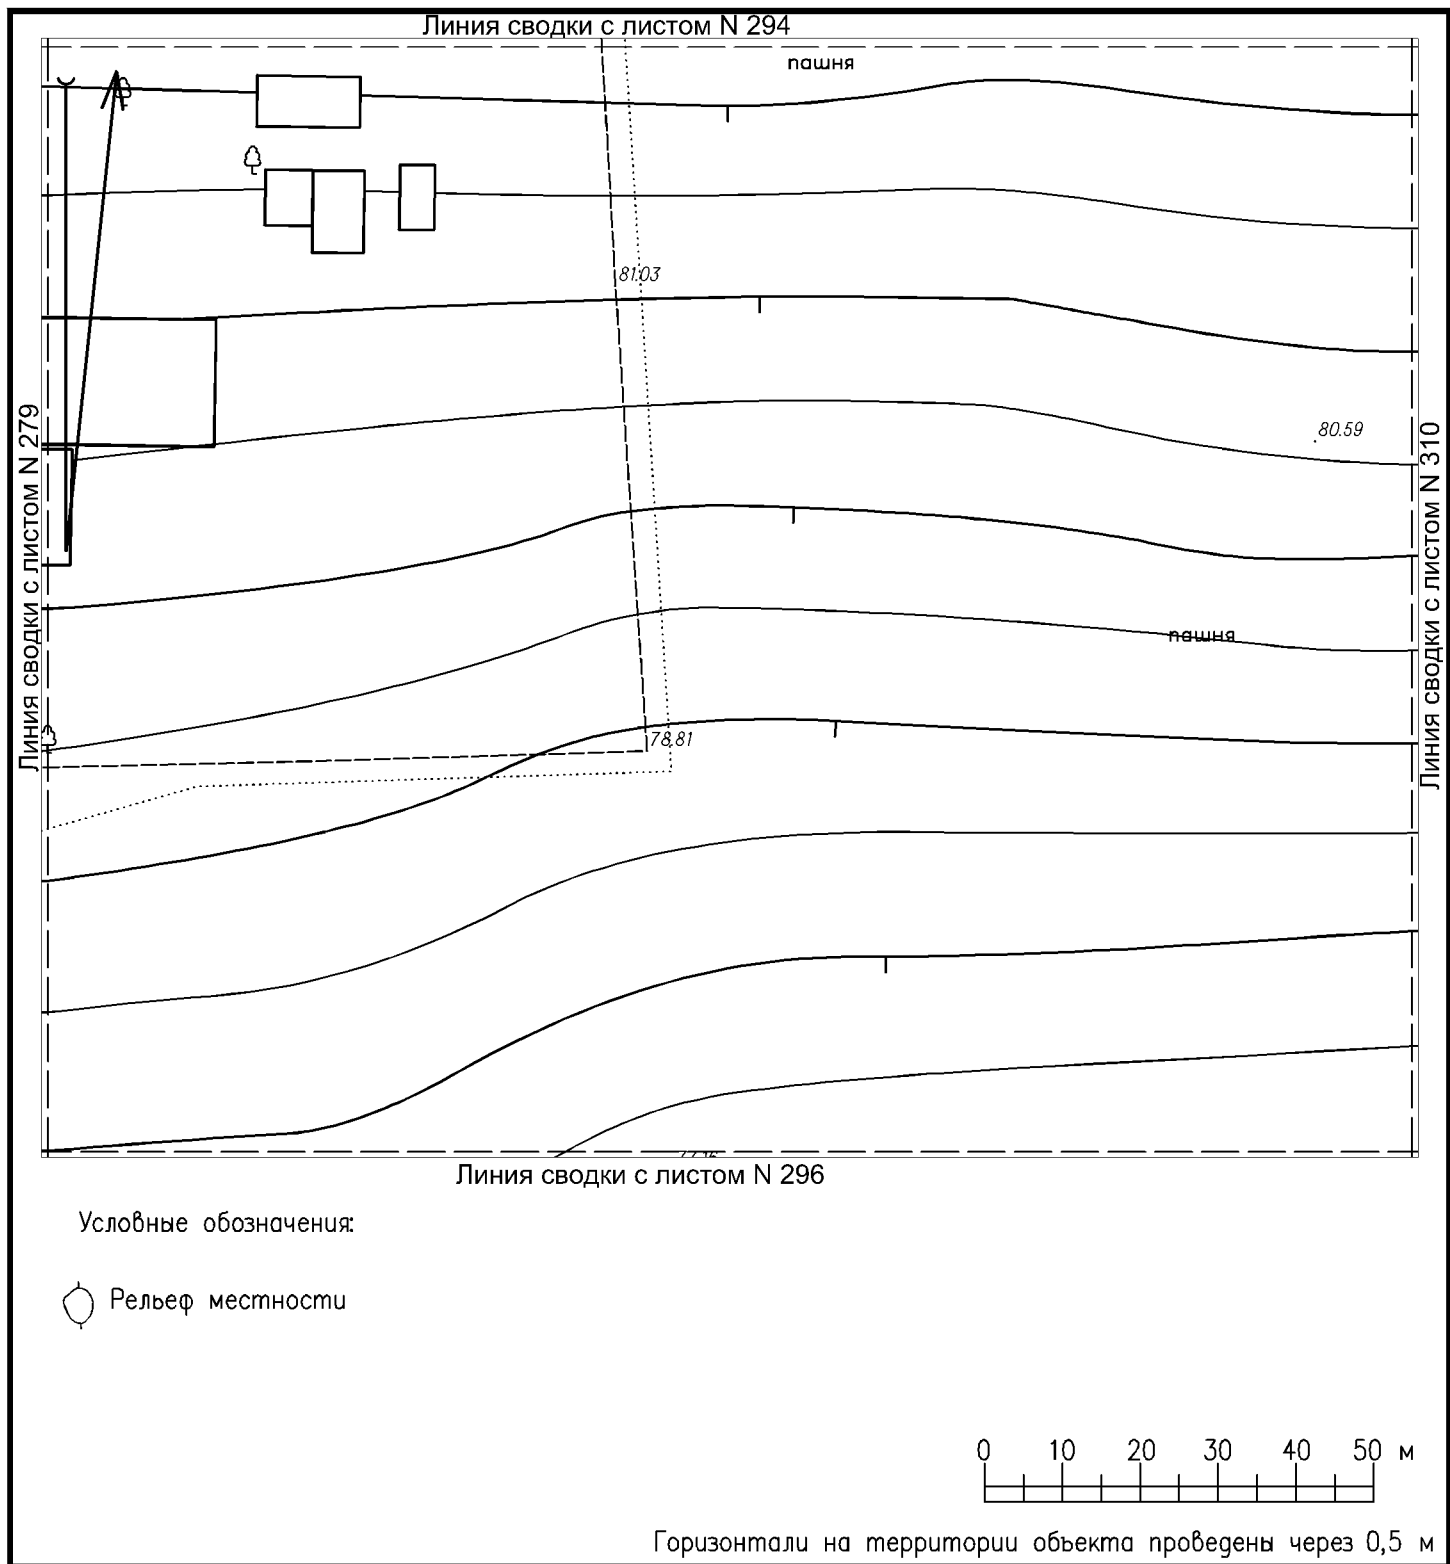 Линия сводки с листом N 294
пашня
81.03
Линия сводки с листом N 279
80.59
Линия сводки с листом N 310
пашня
78.81
Линия сводки с листом N 296
Условные обозначения:
Рельеф местности
0 10 20 30 40 50 м
Горизонтали на территории объекта проведены через 0,5 м